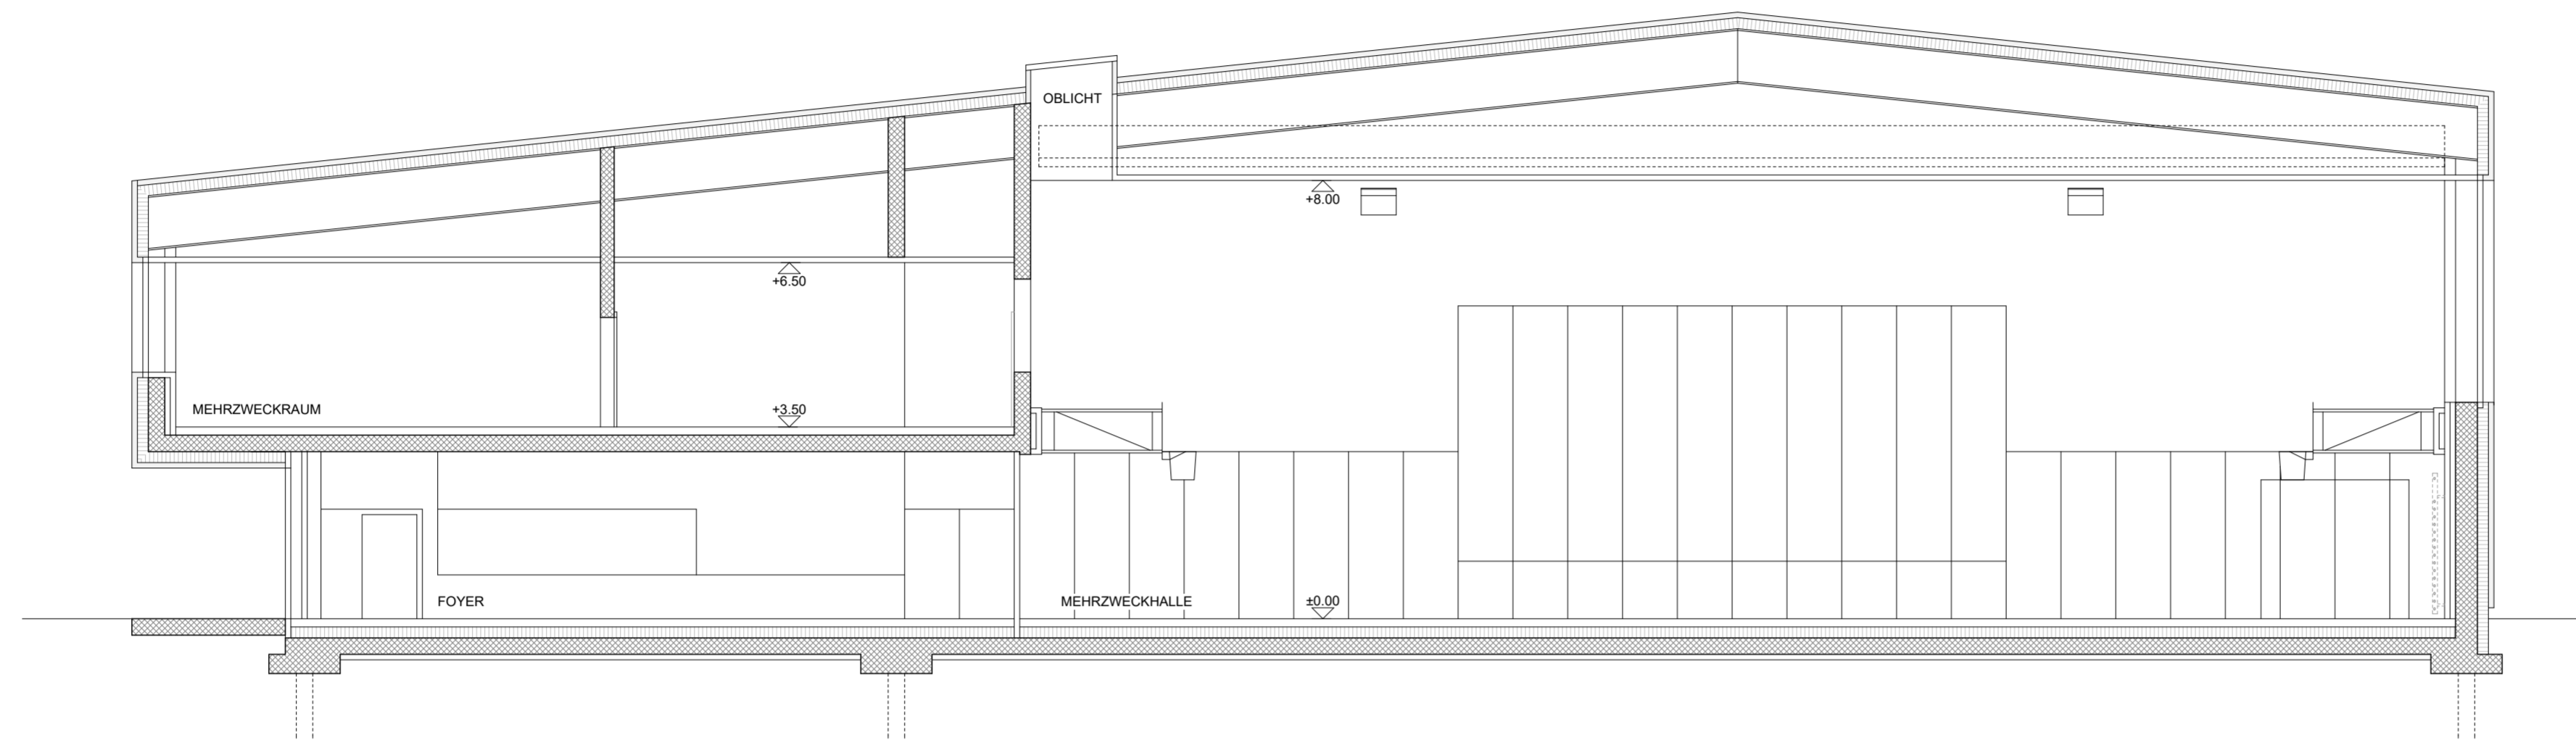 OBLICHT
+8.00
+6.50
MEHRZWECKRAUM
+3.50
FOYER
MEHRZWECKHALLE
±0.00